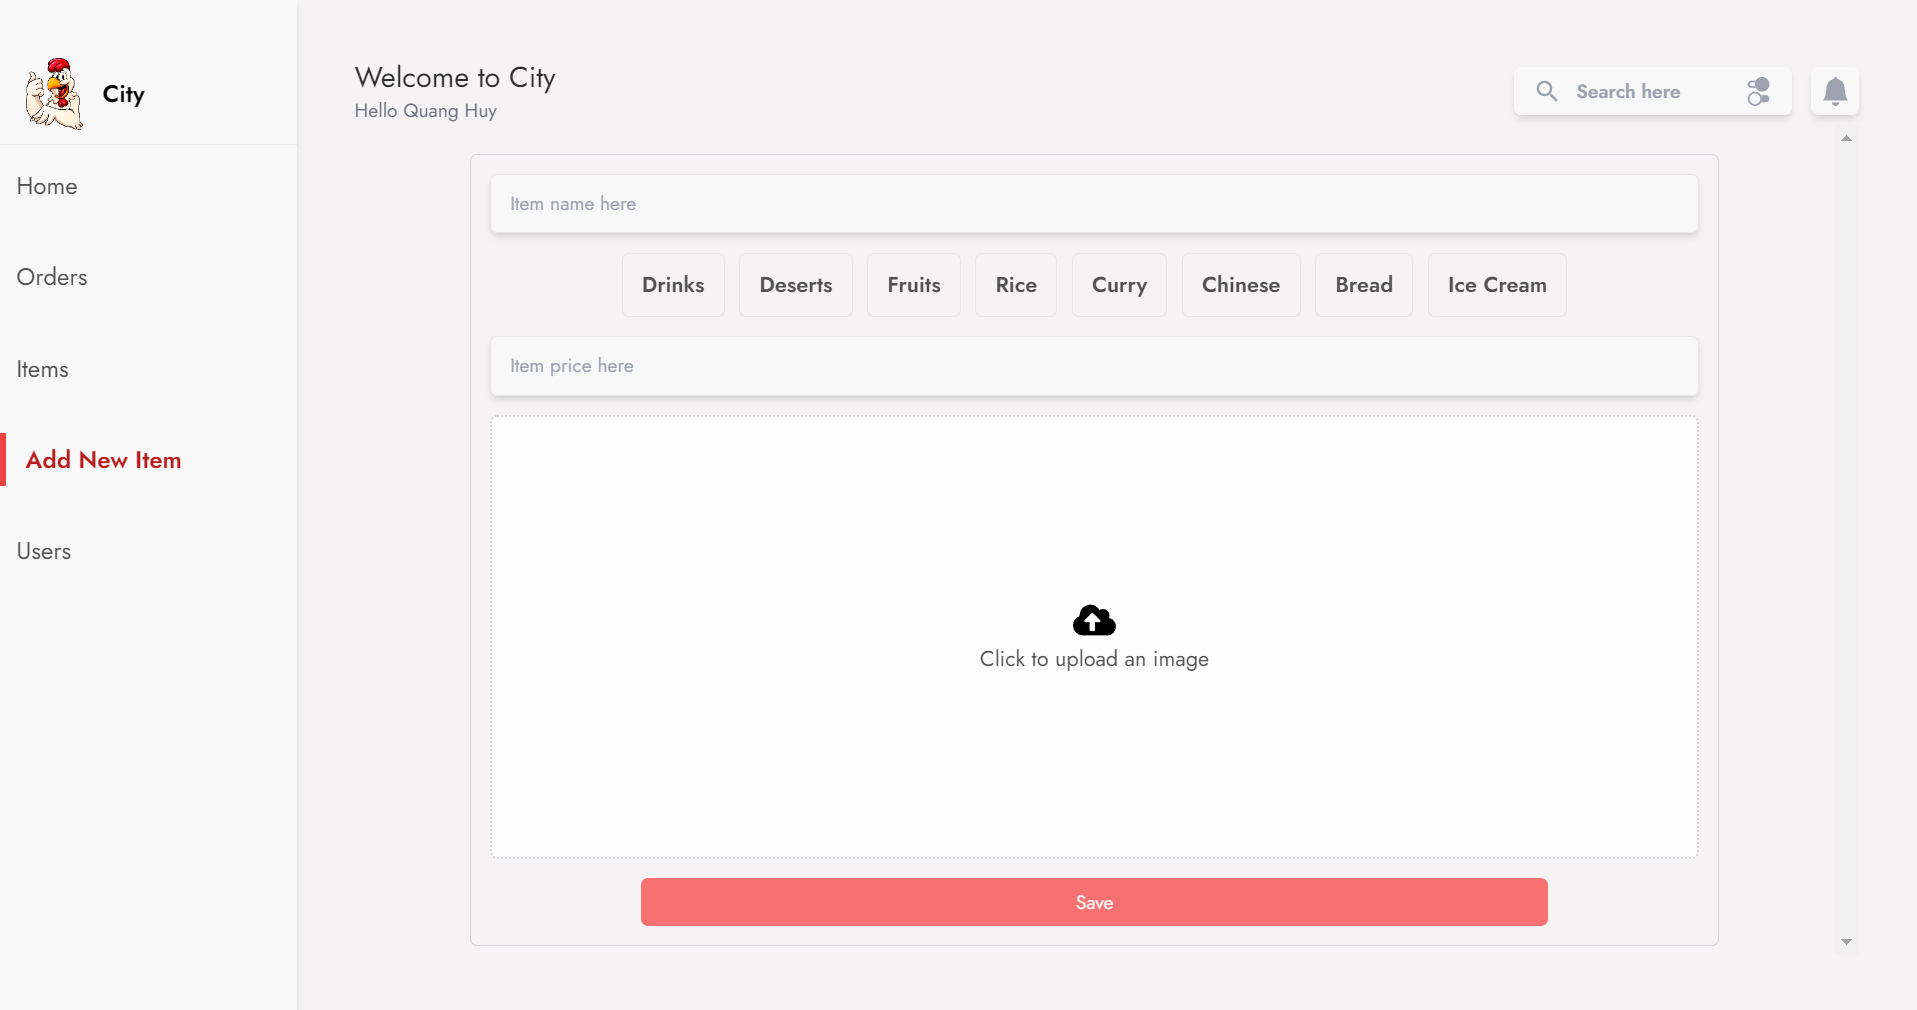 City
Home
Orders
Items
Add New Item
Users
Welcome to City
Hello Quang Huy
Search here
Item name here
Drinks Deserts Fruits Rice Curry Chinese Bread Ice Cream
Item price here
Click to upload an image
Save